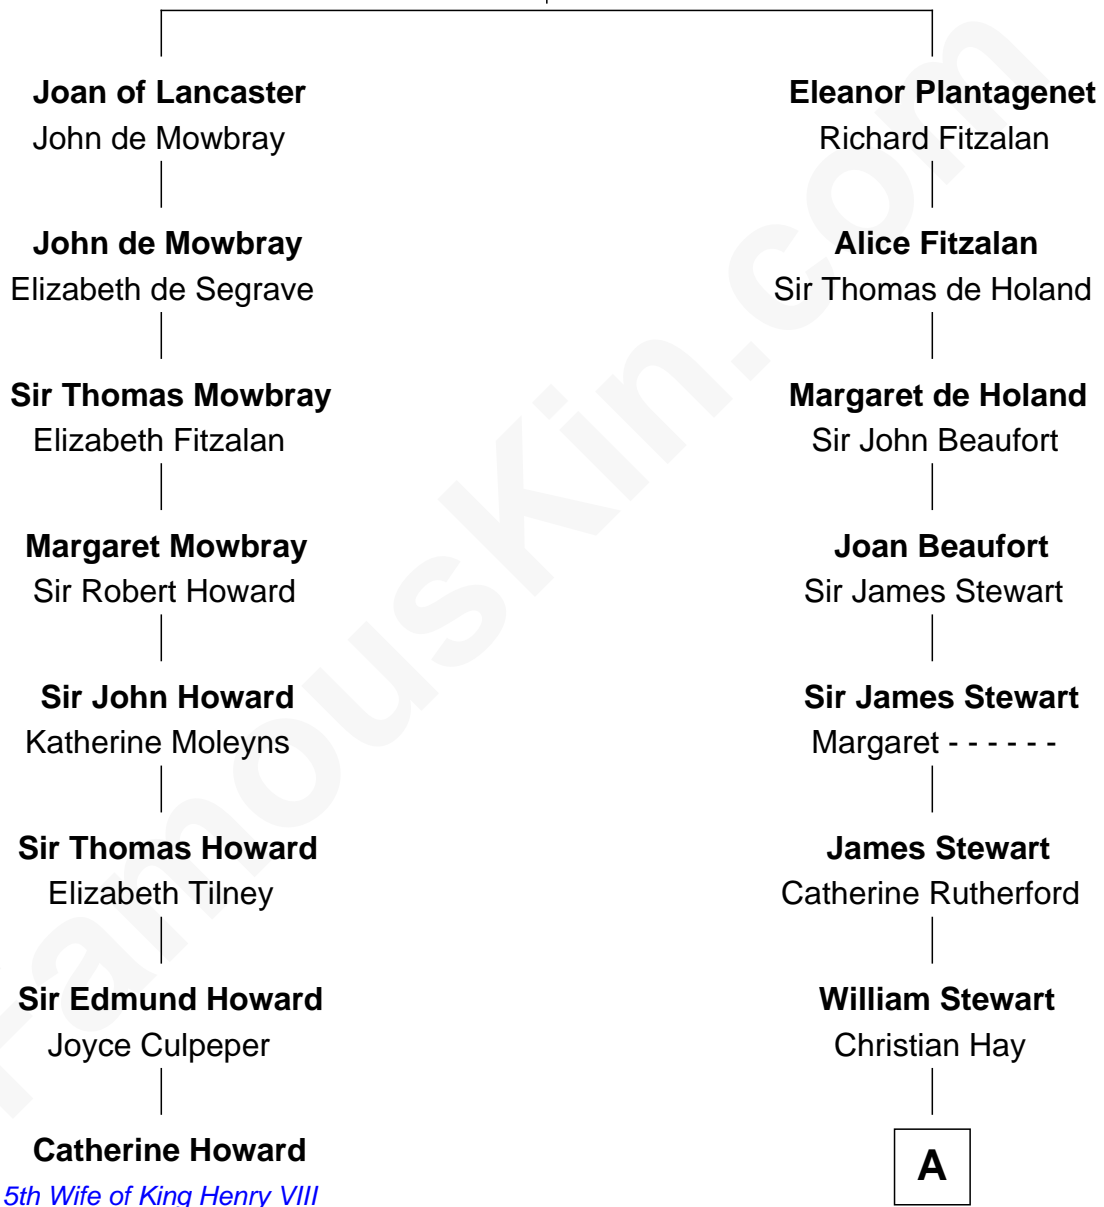 Joan of Lancaster
John de Mowbray
John de Mowbray
Elizabeth de Segrave
Sir Thomas Mowbray
Elizabeth Fitzalan
Margaret Mowbray
Sir Robert Howard
Sir John Howard
Katherine Moleyns
Sir Thomas Howard
Elizabeth Tilney
Sir Edmund Howard
Joyce Culpeper
Catherine Howard
5th Wife of King Henry VIII
Eleanor Plantagenet
Richard Fitzalan
Alice Fitzalan
Sir Thomas de Holand
Margaret de Holand
Sir John Beaufort
Joan Beaufort
Sir James Stewart
Sir James Stewart
Margaret - - - - - -
James Stewart
Catherine Rutherford
William Stewart
Christian Hay
A
FamousKin.com